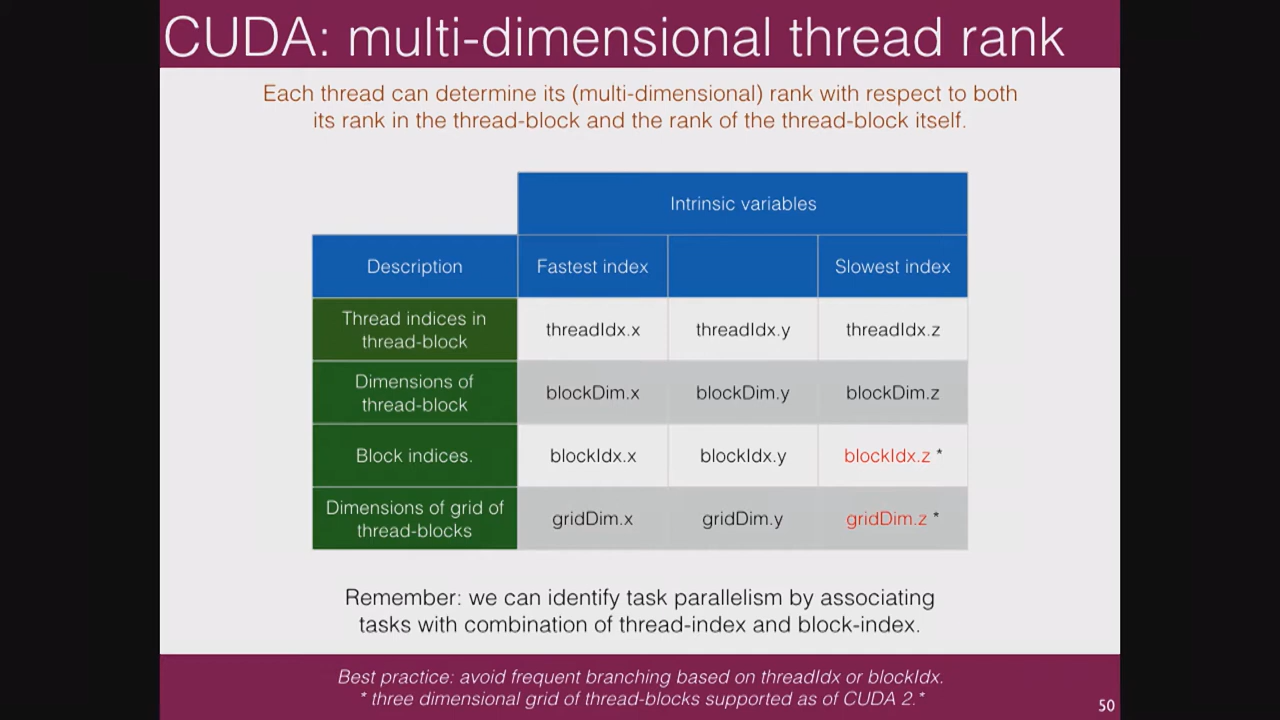 CUDA: multi-dimensional thread rank
Each thread can determine its (multi-dimensional) rank with respect to both
its rank in the thread-block and the rank of the thread-block itself.
Intrinsic variables
Description Fastest index Slowest index
Thread indices in
thread-block
threadIdx.x threadIdx.y threadIdx.z
Dimensions of
thread-block
blockDim.x blockDim.y blockDim.z
Block indices. blockIdx.x blockIdx.y blockIdx.z *
Dimensions of grid of
thread-blocks
gridDim.x gridDim.y gridDim.z *
Remember: we can identify task parallelism by associating
tasks with combination of thread-index and block-index.
Best practice: avoid frequent branching based on threadIdx or blockIdx.
* three dimensional grid of thread-blocks supported as of CUDA 2.*
50